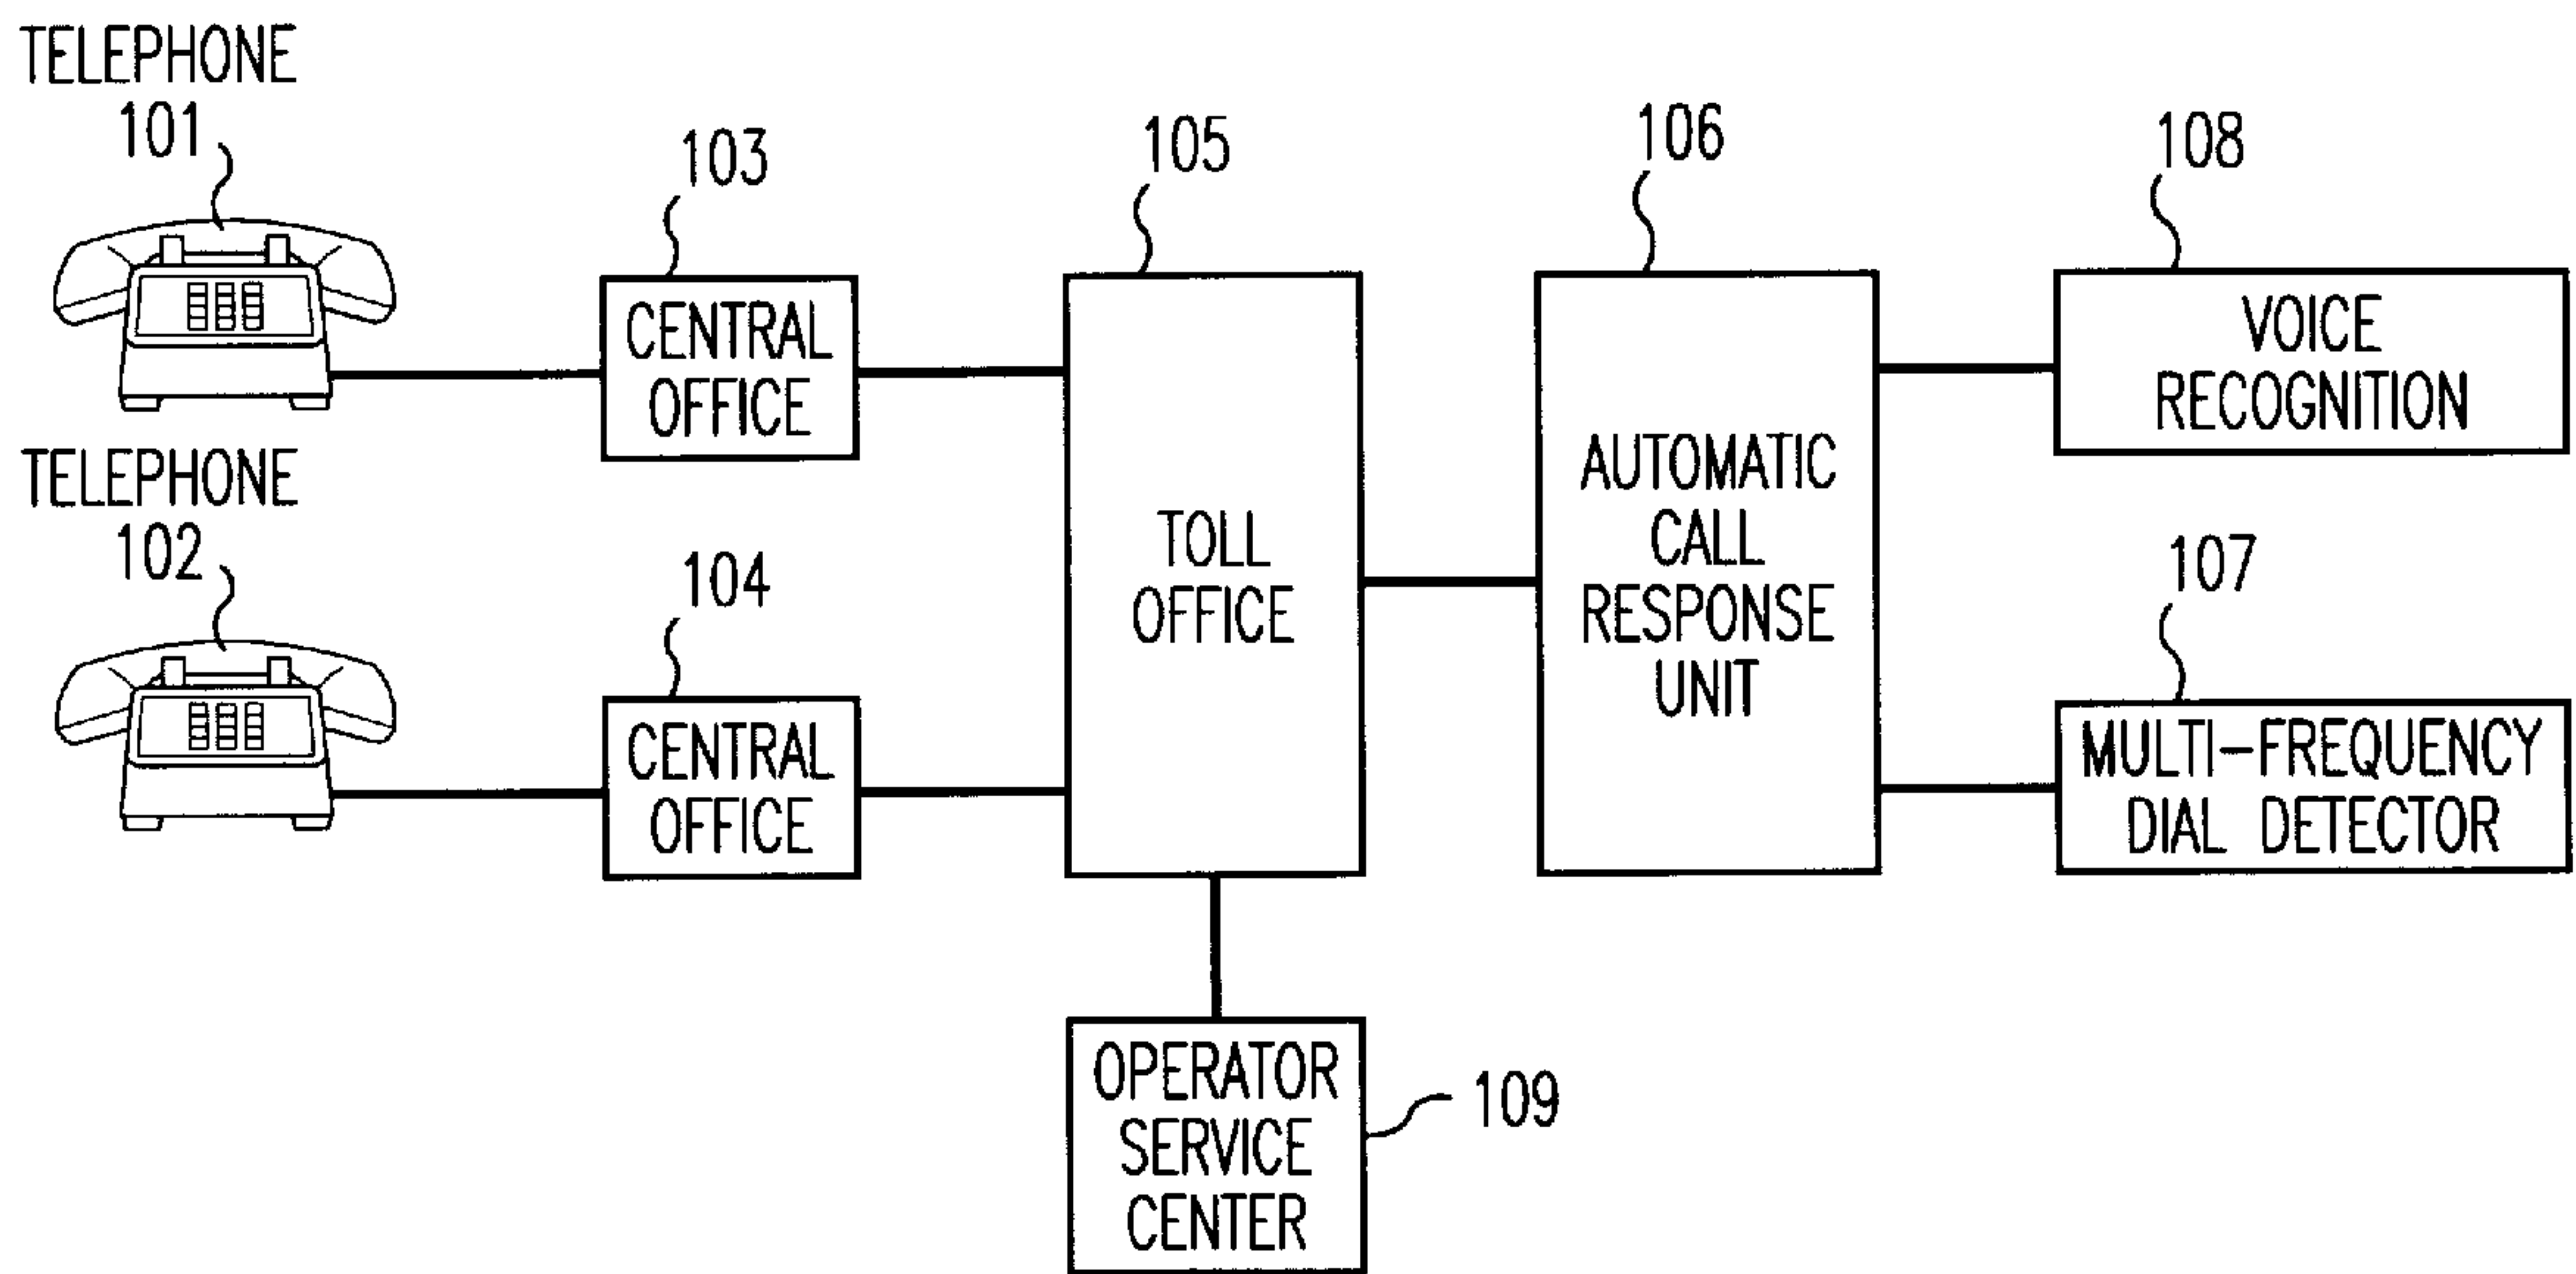 TELEPHONE
101
103
105
106
108
CENTRAL
OFFICE
VOICE
RECOGNITION
TELEPHONE
102
104
TOLL
OFFICE
AUTOMATIC
CALL
RESPONSE
UNIT
107
CENTRAL
OFFICE
MULTI-FREQUENCY
DIAL DETECTOR
OPERATOR
SERVICE
CENTER
109